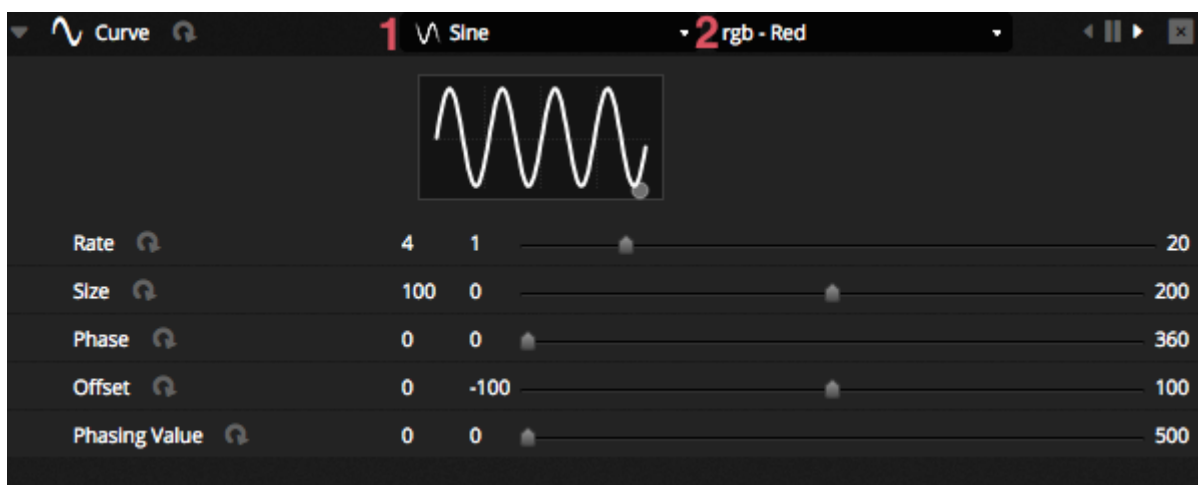 Curve 1 Sine 2 rgb - Red
Rate 4 1 20
Size 100 0 200
Phase 0 0 360
Offset 0 -100 100
Phasing Value 0 0 500